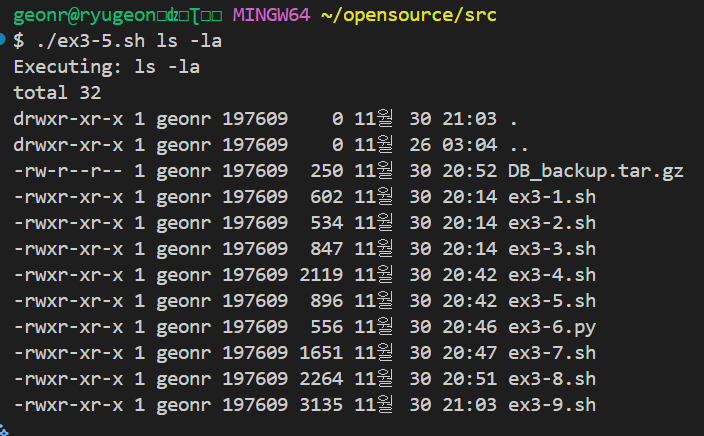 geonr@ryugeon□ʥ□Ʈ□□ MINGW64 ~/opensource/src
$ ./ex3-5.sh ls -la
Executing: ls -la
total 32
drwxr-xr-x 1 geonr 197609    0 11월 30 21:03 .
drwxr-xr-x 1 geonr 197609    0 11월 26 03:04 ..
-rw-r--r-- 1 geonr 197609  250 11월 30 20:52 DB_backup.tar.gz
-rwxr-xr-x 1 geonr 197609  602 11월 30 20:14 ex3-1.sh
-rwxr-xr-x 1 geonr 197609  534 11월 30 20:14 ex3-2.sh
-rwxr-xr-x 1 geonr 197609  847 11월 30 20:14 ex3-3.sh
-rwxr-xr-x 1 geonr 197609 2119 11월 30 20:42 ex3-4.sh
-rwxr-xr-x 1 geonr 197609  896 11월 30 20:42 ex3-5.sh
-rwxr-xr-x 1 geonr 197609  556 11월 30 20:46 ex3-6.py
-rwxr-xr-x 1 geonr 197609 1651 11월 30 20:47 ex3-7.sh
-rwxr-xr-x 1 geonr 197609 2264 11월 30 20:51 ex3-8.sh
-rwxr-xr-x 1 geonr 197609 3135 11월 30 21:03 ex3-9.sh